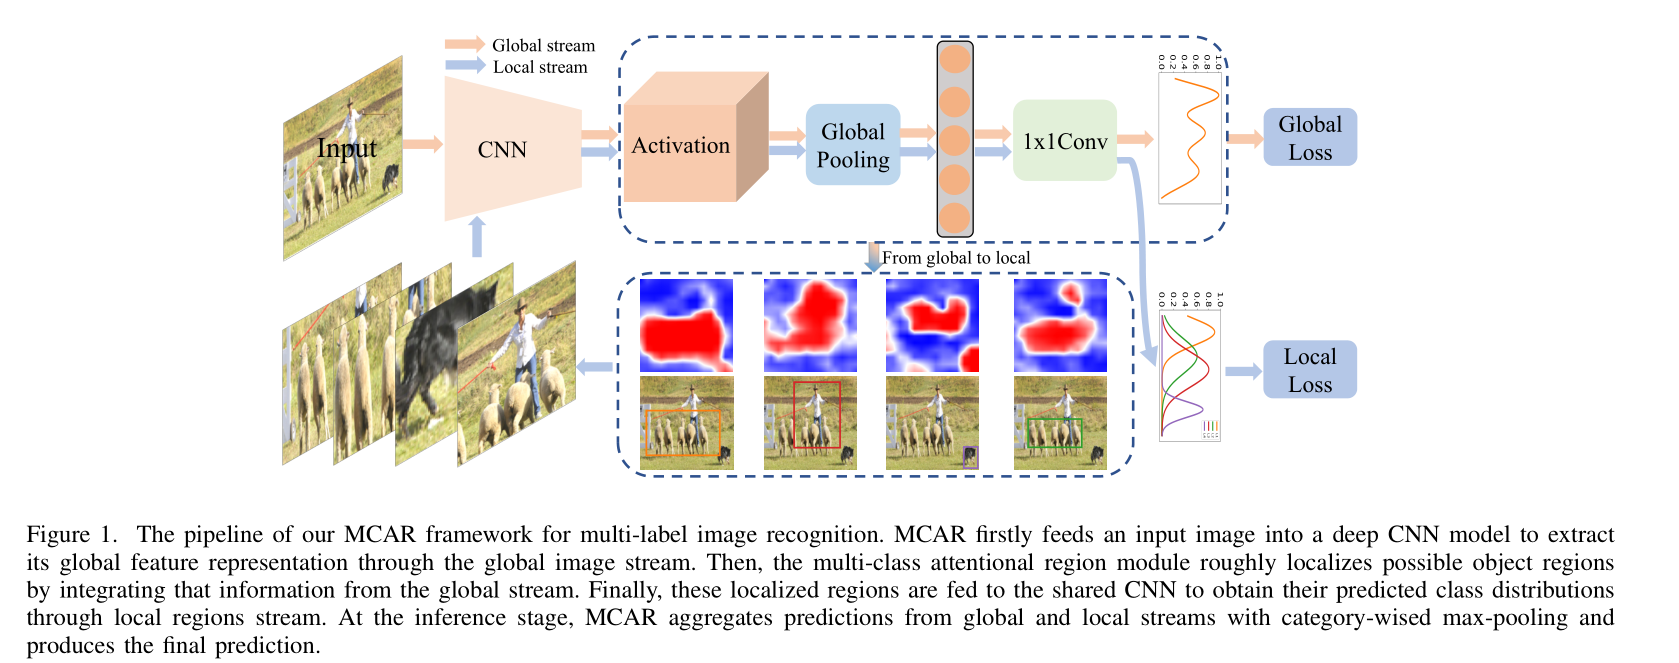 Global stream
Local stream
Input
CNN
Activation
Global
Pooling
1x1Conv
0.0 0.2 0.4 0.6 0.8 1.0
Global
Loss
From global to local
0.0 0.2 0.4 0.6 0.8 1.0
Local
Loss
Figure 1. The pipeline of our MCAR framework for multi-label image recognition. MCAR firstly feeds an input image into a deep CNN model to extract
its global feature representation through the global image stream. Then, the multi-class attentional region module roughly localizes possible object regions
by integrating that information from the global stream. Finally, these localized regions are fed to the shared CNN to obtain their predicted class distributions
through local regions stream. At the inference stage, MCAR aggregates predictions from global and local streams with category-wised max-pooling and
produces the final prediction.